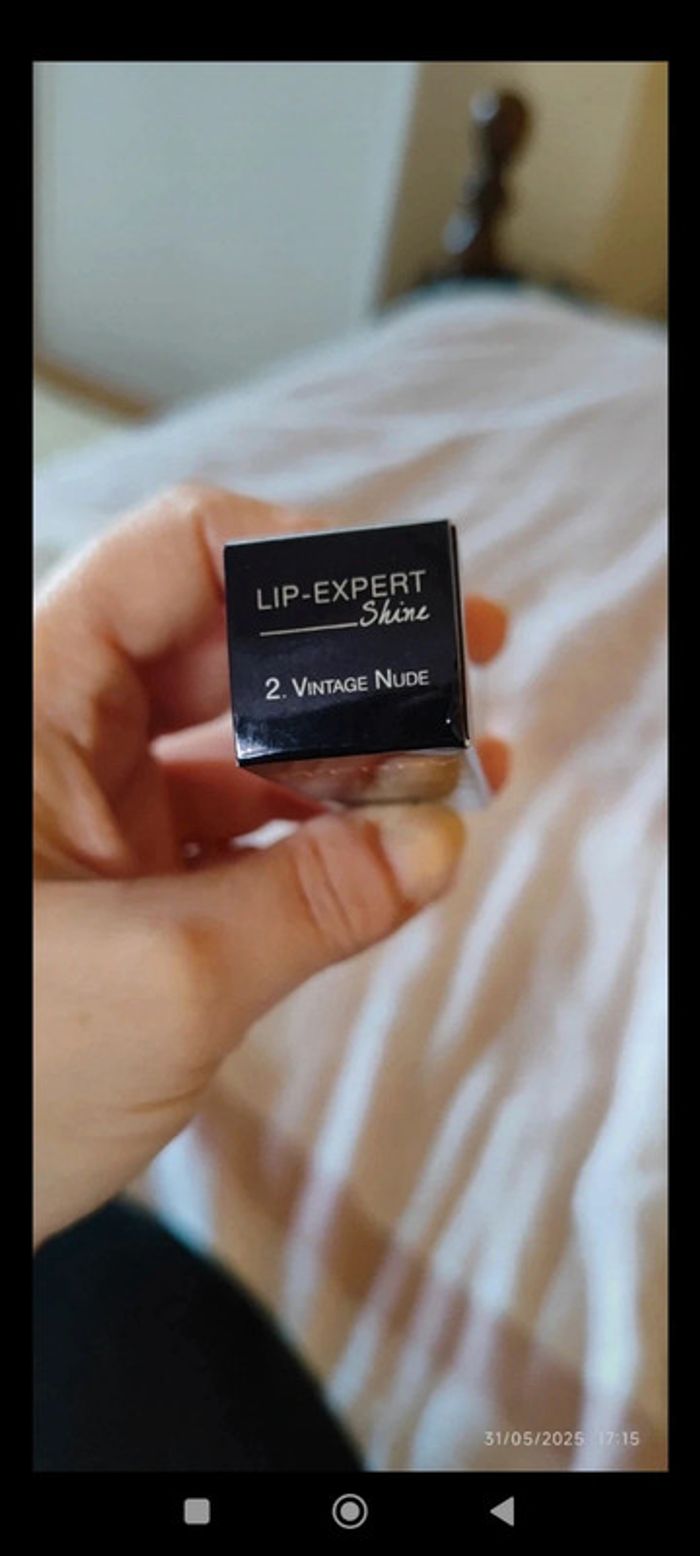 LIP-EXPERT
Shine
2. VINTAGE NUDE
31/05/2025 17:15